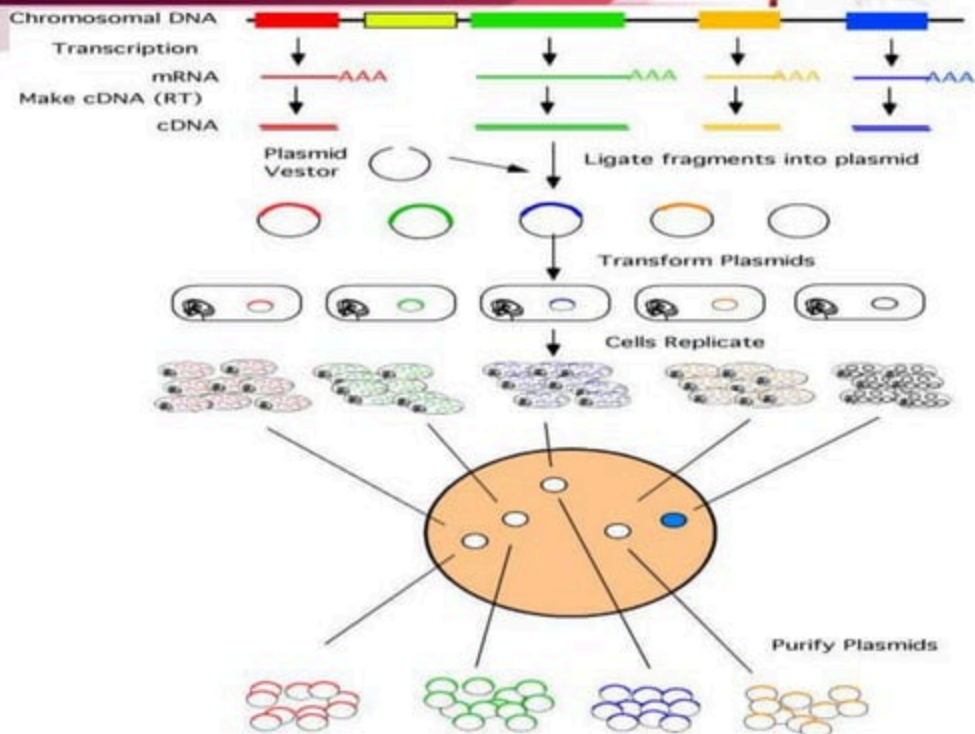 Chromosomal DNA
Transcription
mRNA
AAA
AAA
AAA
AAA
Make cDNA (RT)
cDNA
Plasmid
Vestor
Ligate fragments into plasmid
Transform Plasmids
Cells Replicate
Purify Plasmids